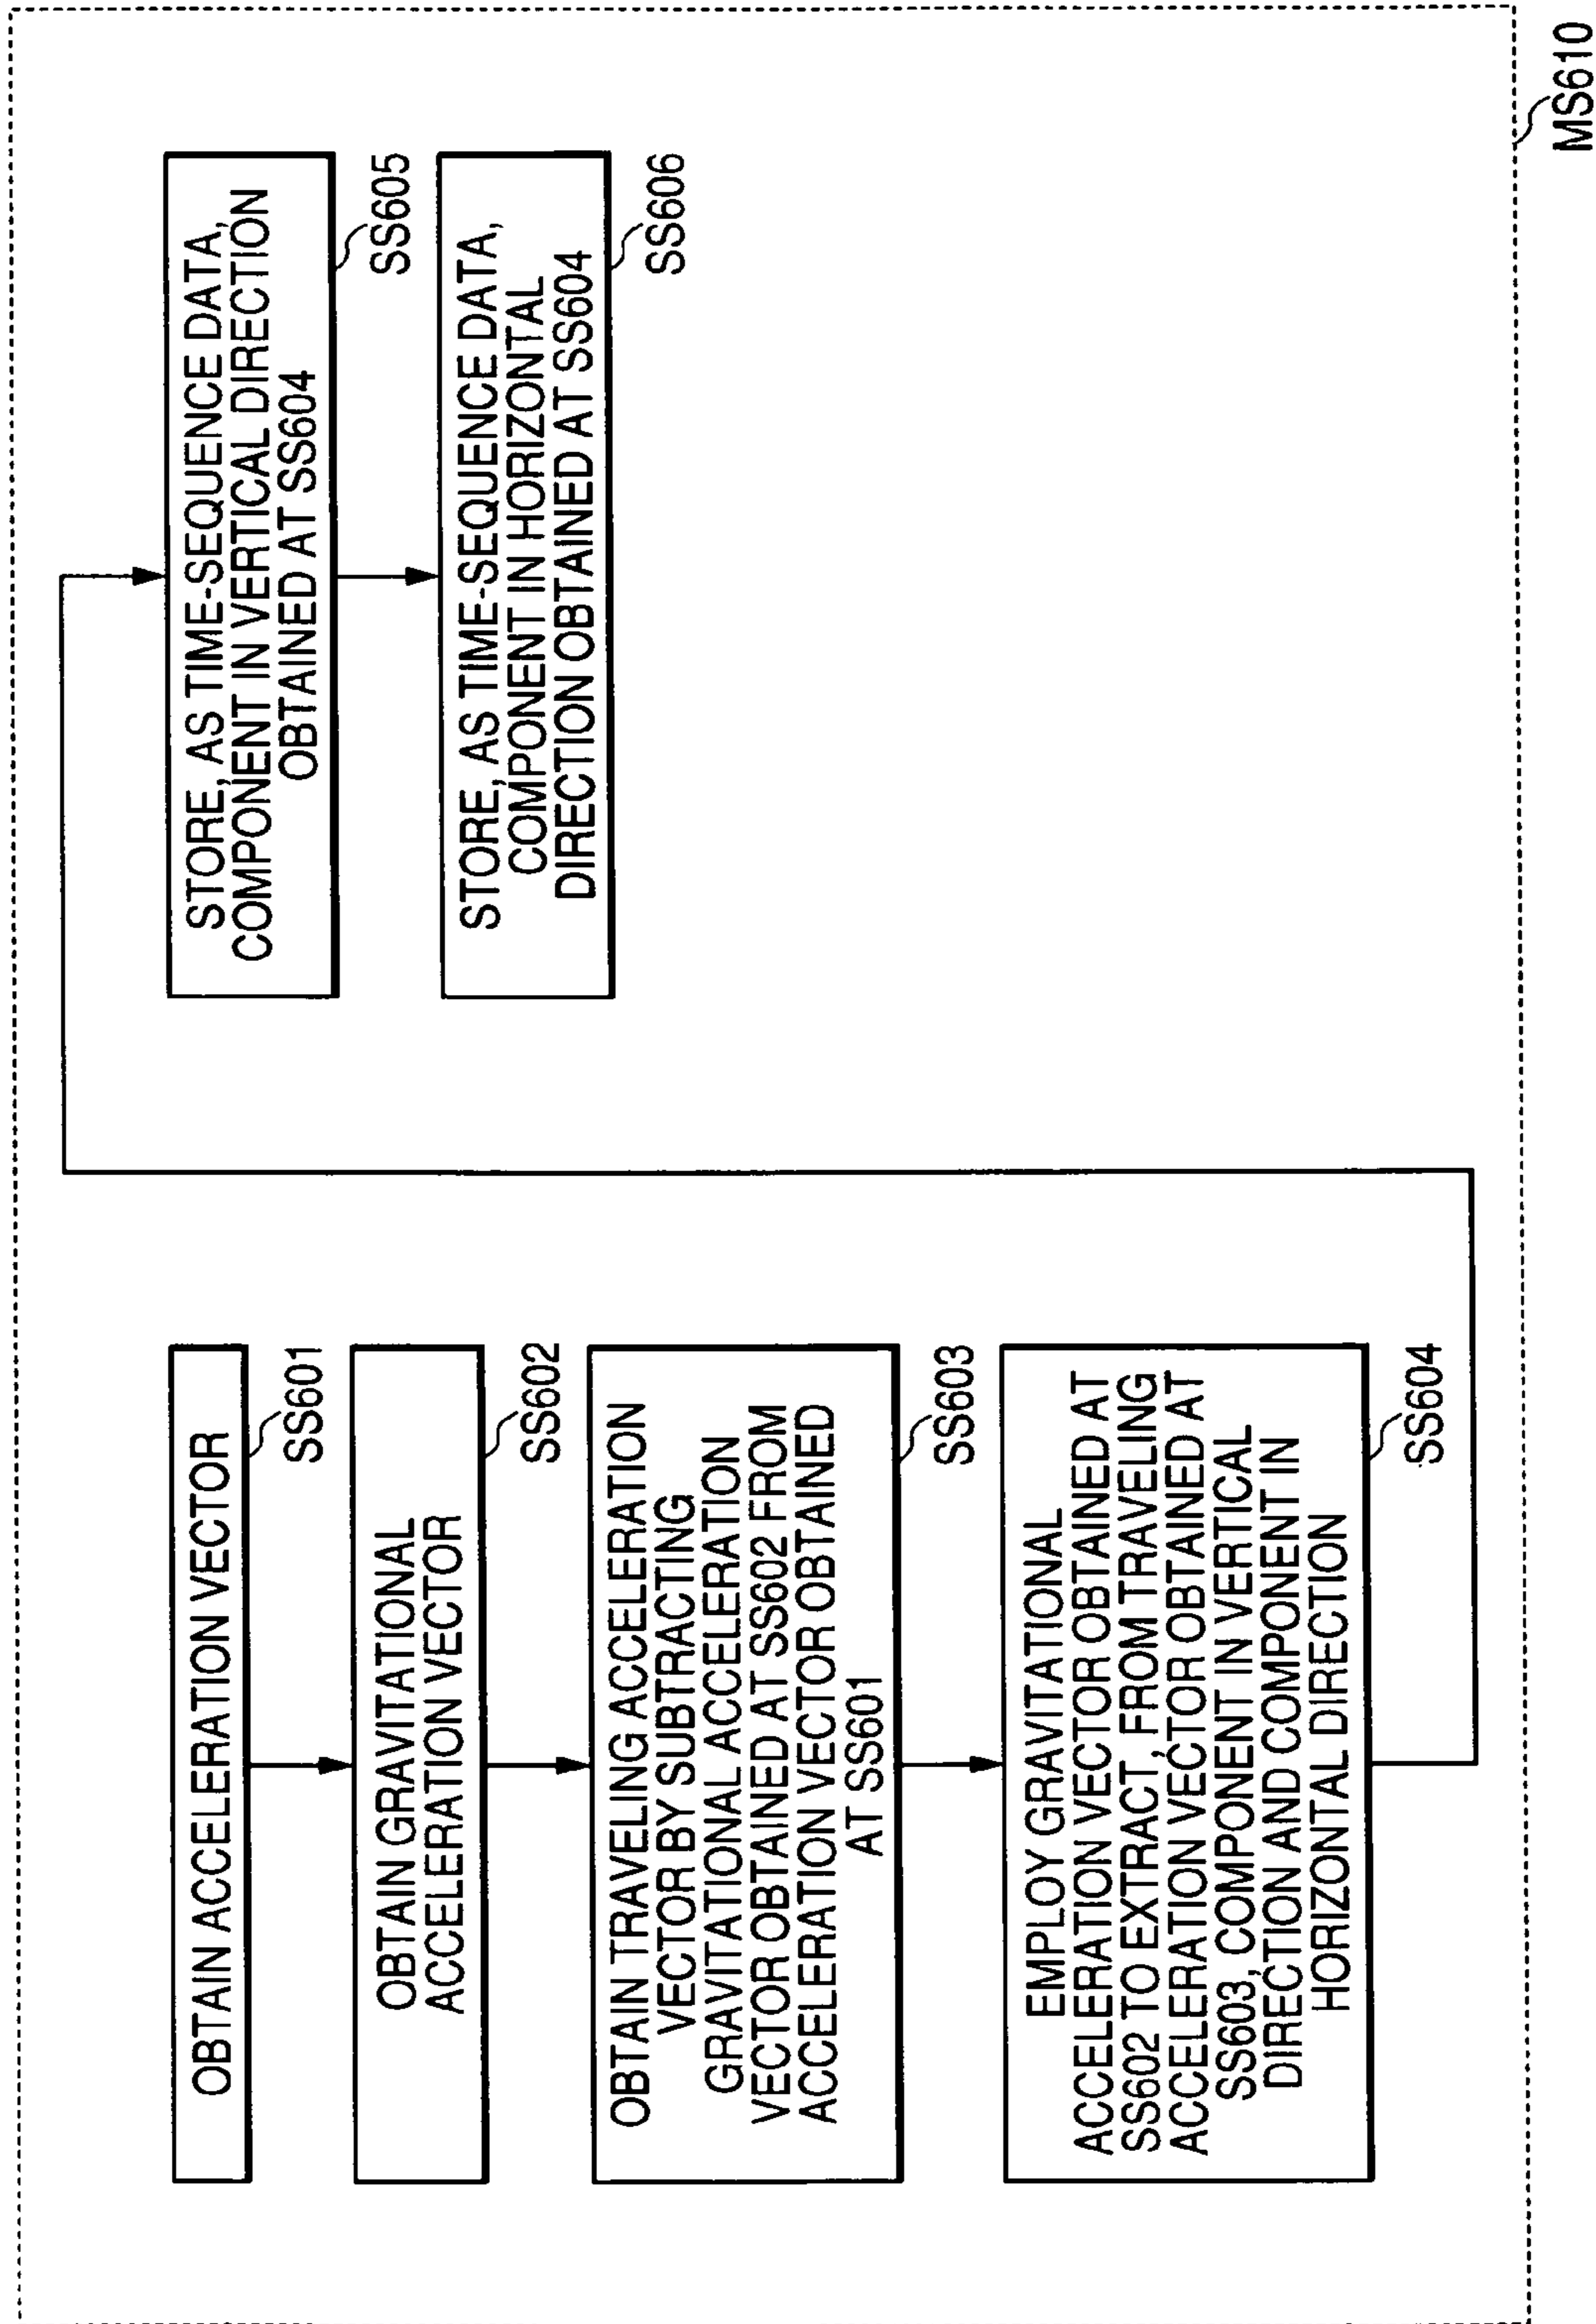 OBTAIN ACCELERATION VECTOR
SS601
OBTAIN GRAVITATIONAL
ACCELERATION VECTOR
SS602
OBTAIN TRAVELING ACCELERATION
VECTOR BY SUBTRACTING
GRAVITATIONAL ACCELERATION
VECTOR OBTAINED AT SS602 FROM
ACCELERATION VECTOR OBTAINED
AT SS601
SS603
EMPLOY GRAVITATIONAL
ACCELERATION VECTOR OBTAINED AT
SS602 TO EXTRACT, FROM TRAVELING
ACCELERATION VECTOR OBTAINED AT
SS603, COMPONENT IN VERTICAL
DIRECTION AND COMPONENT IN
HORIZONTAL DIRECTION
SS604
STORE, AS TIME-SEQUENCE DATA,
COMPONENT IN VERTICAL DIRECTION
OBTAINED AT SS604
SS605
STORE, AS TIME-SEQUENCE DATA,
COMPONENT IN HORIZONTAL
DIRECTION OBTAINED AT SS604
SS606
MS610